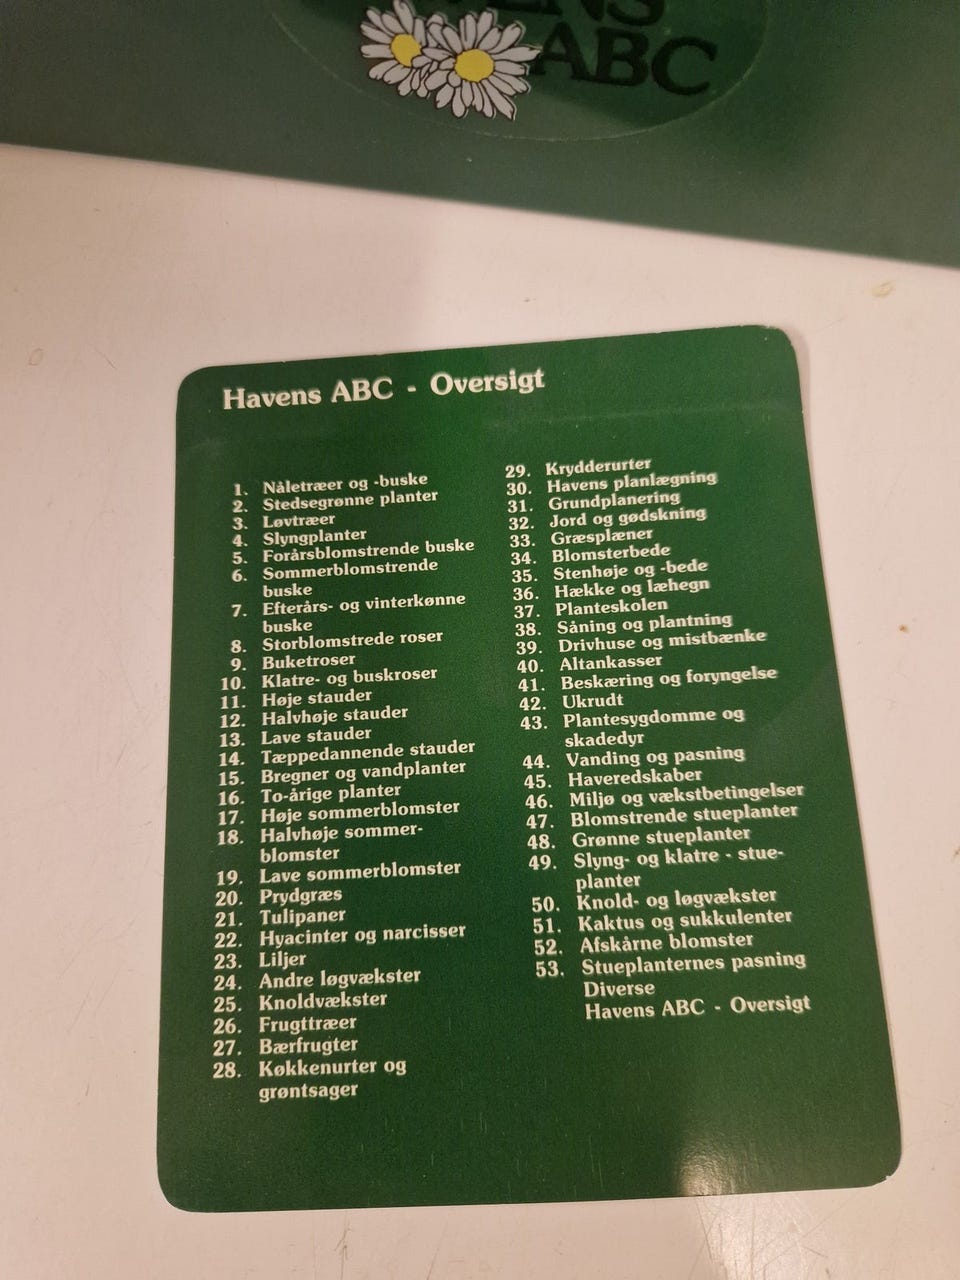 ABC
Havens ABC - Oversigt
1. Nåletræer og -buske
2. Stedsegrønne planter
3. Løvtræer
4. Slyngplanter
5. Forårsblomstrende buske
6. Sommerblomstrende
buske
7. Efterårs- og vinterkønne
buske
8. Storblomstrede roser
9. Buketroser
10. Klatre- og buskroser
11. Høje stauder
12. Halvhøje stauder
13. Lave stauder
14. Tæppedannende stauder
15. Bregner og vandplanter
16. To-årige planter
17. Høje sommerblomster
18. Halvhøje sommer-
blomster
19. Lave sommerblomster
20. Prydgræs
21. Tulipaner
22. Hyacinter og narcisser
23. Liljer
24. Andre løgvækster
25. Knoldvækster
26. Frugttræer
27. Bærfrugter
28. Køkkenurter og
grøntsager
29. Krydderurter
30. Havens planlægning
31. Grundplanering
32. Jord og gødskning
33. Græsplæner
34. Blomsterbede
35. Stenhøje og -bede
36. Hække og læhegn
37. Planteskolen
38. Såning og plantning
39. Drivhuse og mistbænke
40. Altankasser
41. Beskæring og foryngelse
42. Ukrudt
43. Plantesygdomme og
skadedyr
44. Vanding og pasning
45. Haveredskaber
46. Miljø og vækstbetingelser
47. Blomstrende stueplanter
48. Grønne stueplanter
49. Slyng- og klatre - stue-
planter
50. Knold- og løgvækster
51. Kaktus og sukkulenter
52. Afskårne blomster
53. Stueplanternes pasning
Diverse
Havens ABC - Oversigt